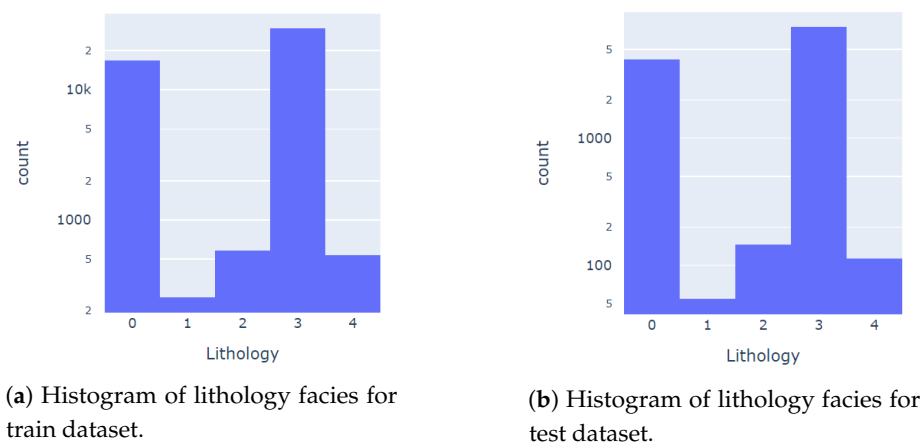 2
10k
5
2
1000
5
2
count
0 1 2 3 4
Lithology
(a) Histogram of lithology facies for
train dataset.
5
2
1000
5
2
100
5
count
0 1 2 3 4
Lithology
(b) Histogram of lithology facies for
test dataset.